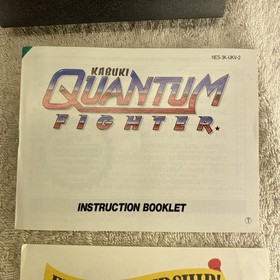 NES-3K-UKV-2
KABUKI
QUANTUM
FIGHTER
INSTRUCTION BOOKLET